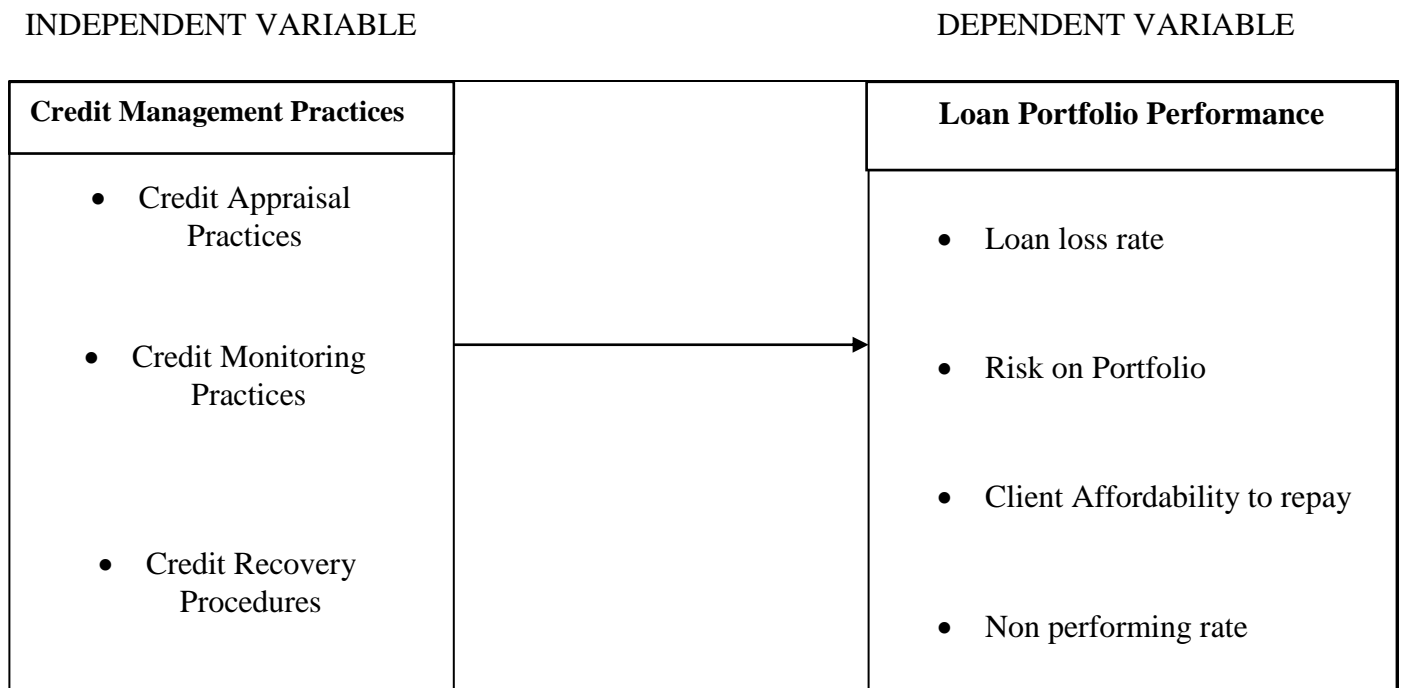 INDEPENDENT VARIABLE
DEPENDENT VARIABLE
Credit Management Practices
• Credit Appraisal
Practices
• Credit Monitoring
Practices
• Credit Recovery
Procedures
Loan Portfolio Performance
• Loan loss rate
• Risk on Portfolio
• Client Affordability to repay
• Non performing rate